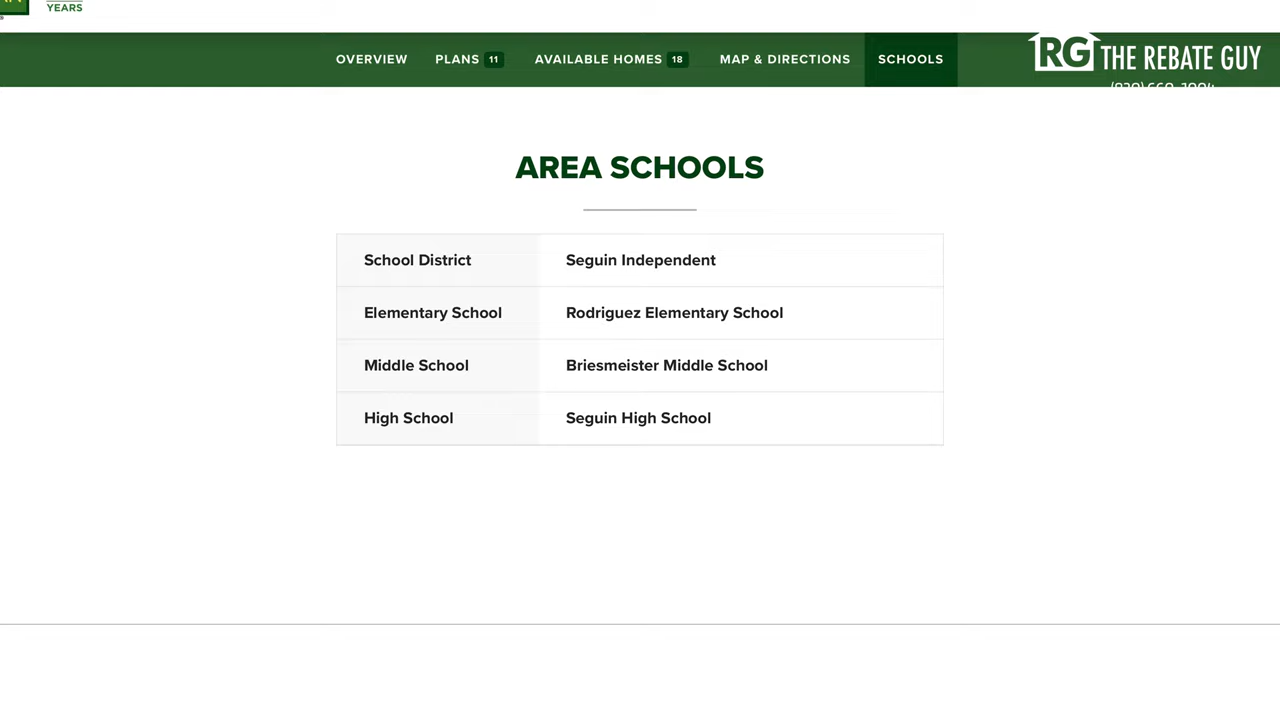 YEARS
OVERVIEW
PLANS 11
AVAILABLE HOMES 18
MAP & DIRECTIONS
SCHOOLS
RG THE REBATE GUY
AREA SCHOOLS
School District Seguin Independent
Elementary School Rodriguez Elementary School
Middle School Briesmeister Middle School
High School Seguin High School